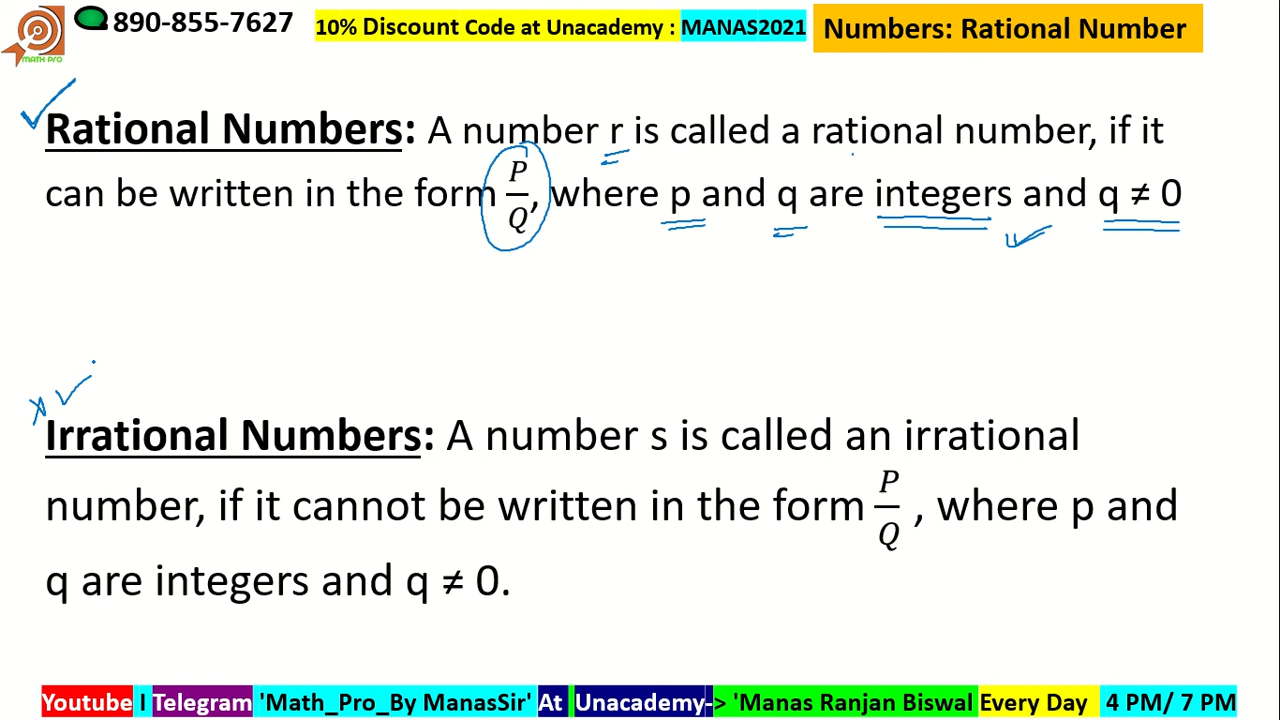 MATH PRO
890-855-7627
10% Discount Code at Unacademy : MANAS2021
Numbers: Rational Number
Rational Numbers: A number r is called a rational number, if it
can be written in the form P/Q, where p and q are integers and q ≠ 0
Irrational Numbers: A number s is called an irrational
number, if it cannot be written in the form P/Q , where p and
q are integers and q ≠ 0.
Youtube I Telegram 'Math_Pro_By ManasSir' At Unacademy-> 'Manas Ranjan Biswal Every Day 4 PM/ 7 PM